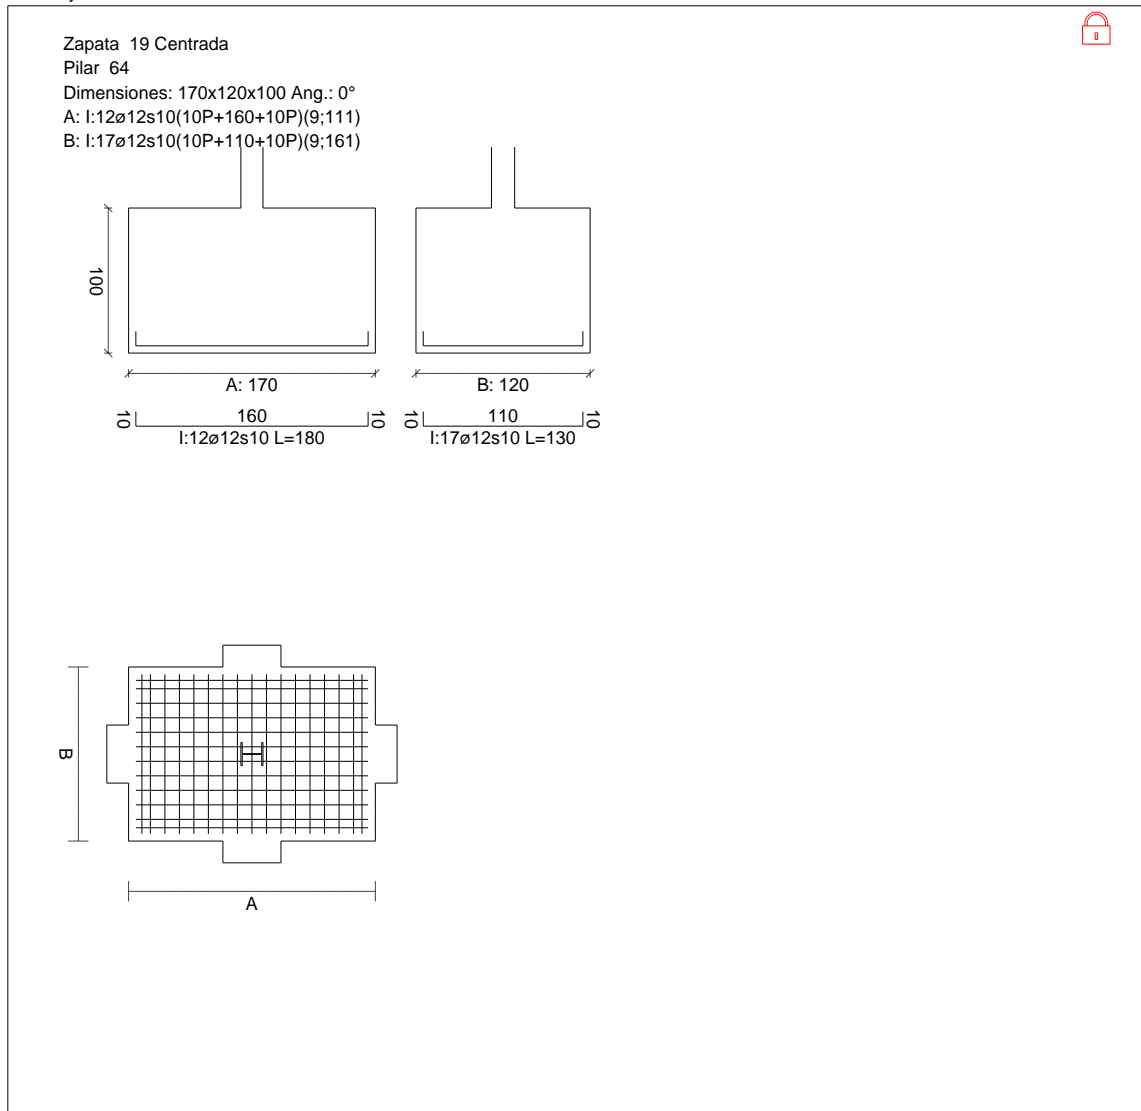 Zapata 19 Centrada
Pilar 64
Dimensiones: 170x120x100 Ang.: 0°
A: I:12ø12s10(10P+160+10P)(9;111)
B: I:17ø12s10(10P+110+10P)(9;161)
100
A: 170
B: 120
10 160 10
10 110 10
I:12ø12s10 L=180
I:17ø12s10 L=130
B
A